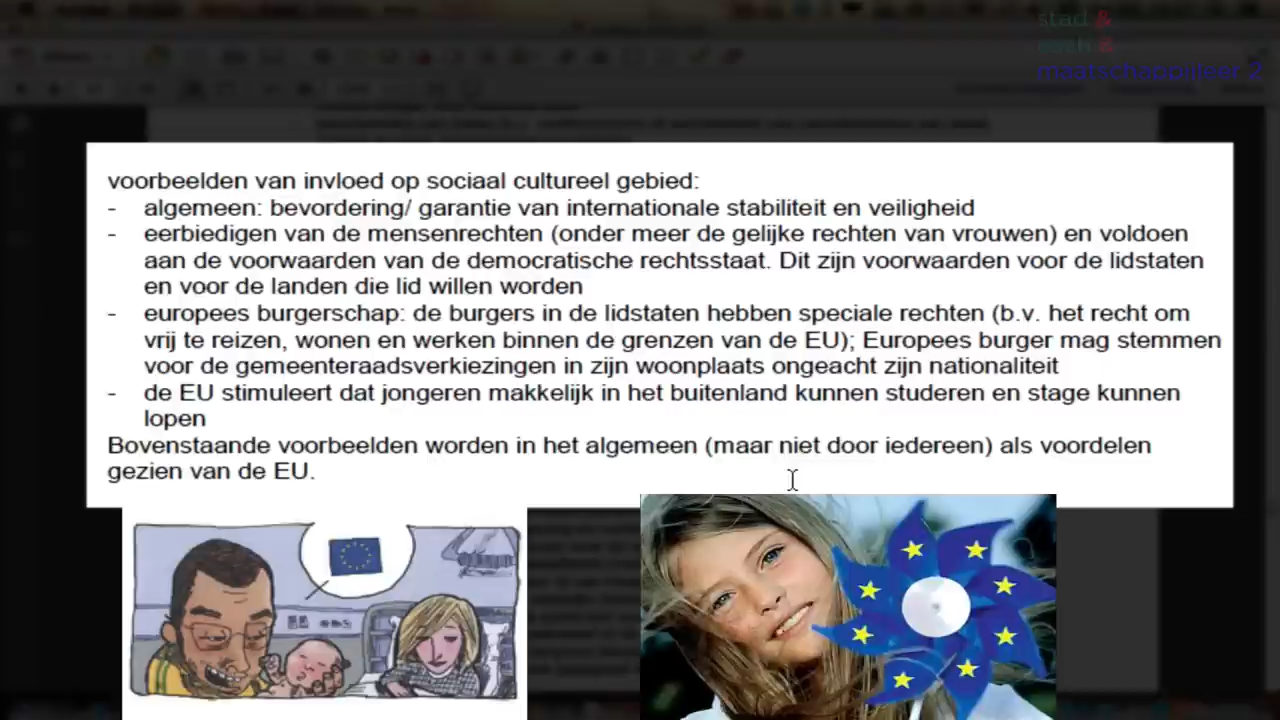 stad &
esch &
maatschappijleer 2
voorbeelden van invloed op sociaal cultureel gebied:
- algemeen: bevordering/ garantie van internationale stabiliteit en veiligheid
- eerbiedigen van de mensenrechten (onder meer de gelijke rechten van vrouwen) en voldoen
aan de voorwaarden van de democratische rechtsstaat. Dit zijn voorwaarden voor de lidstaten
en voor de landen die lid willen worden
- europees burgerschap: de burgers in de lidstaten hebben speciale rechten (b.v. het recht om
vrij te reizen, wonen en werken binnen de grenzen van de EU); Europees burger mag stemmen
voor de gemeenteraadsverkiezingen in zijn woonplaats ongeacht zijn nationaliteit
- de EU stimuleert dat jongeren makkelijk in het buitenland kunnen studeren en stage kunnen
lopen
Bovenstaande voorbeelden worden in het algemeen (maar niet door iedereen) als voordelen
gezien van de EU.